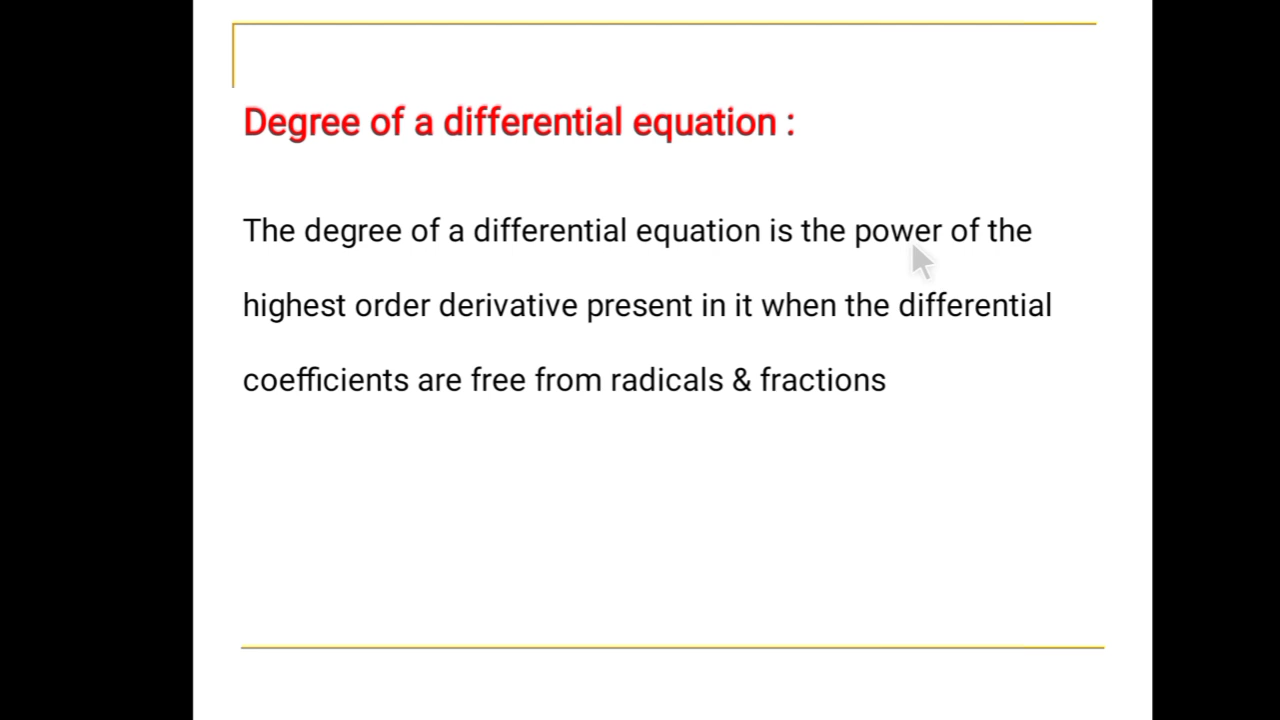 Degree of a differential equation :
The degree of a differential equation is the power of the
highest order derivative present in it when the differential
coefficients are free from radicals & fractions